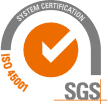 SYSTEM CERTIFICATION
ISO 45001
SGS